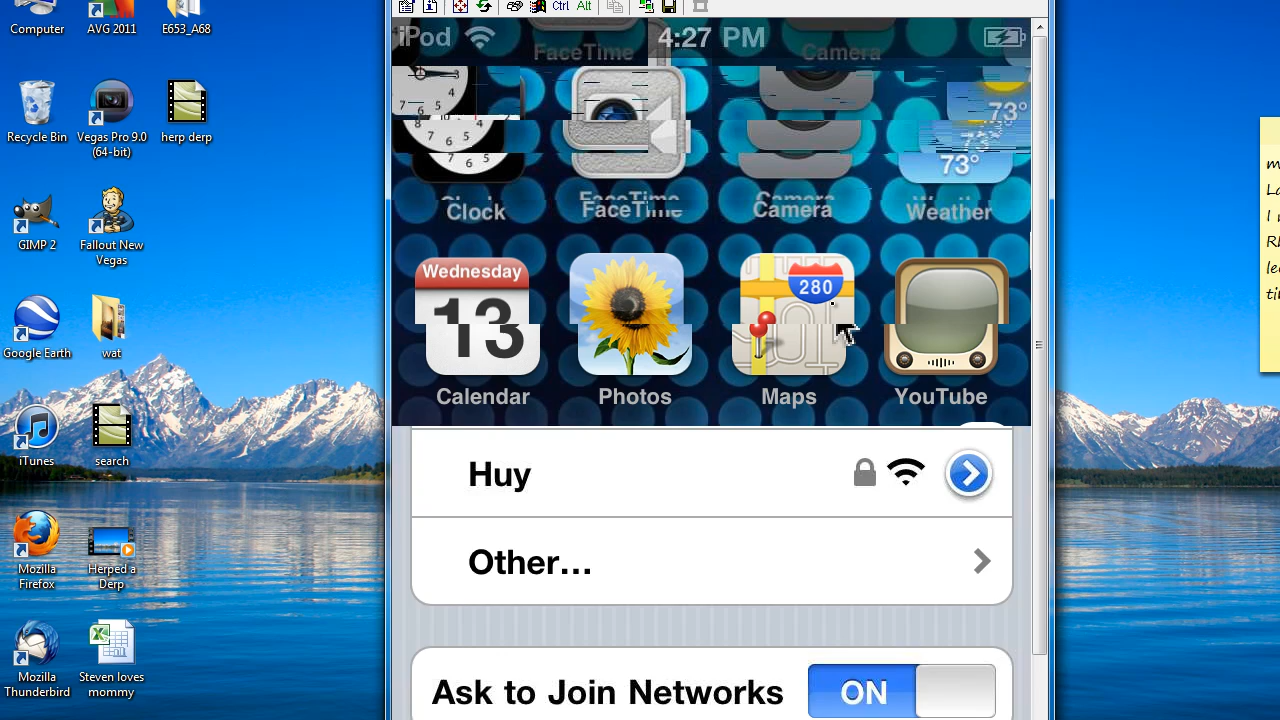 Computer
AVG 2011
E653_A68
Recycle Bin
Vegas Pro 9.0
(64-bit)
herp derp
GIMP 2
Fallout New
Vegas
Google Earth
wat
iTunes
search
Mozilla
Firefox
Herped a
Derp
Mozilla
Thunderbird
Steven loves
mommy
Ctrl Alt
iPod
4:27 PM
FaceTime
Camera
73°
73°
Clock
FaceTime
Camera
Weather
Wednesday
13
280
Calendar
Photos
Maps
YouTube
Huy
Other...
Ask to Join Networks
ON